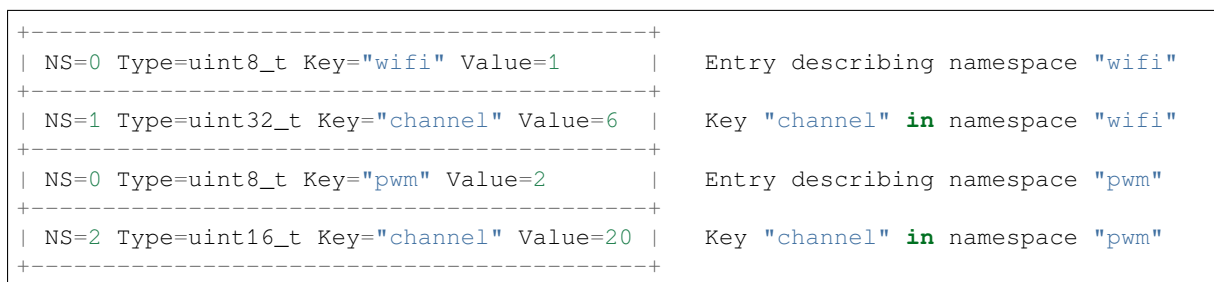 +-------------------------------------------+
| NS=0 Type=uint8_t Key="wifi" Value=1      |   Entry describing namespace "wifi"
+-------------------------------------------+
| NS=1 Type=uint32_t Key="channel" Value=6  |   Key "channel" in namespace "wifi"
+-------------------------------------------+
| NS=0 Type=uint8_t Key="pwm" Value=2       |   Entry describing namespace "pwm"
+-------------------------------------------+
| NS=2 Type=uint16_t Key="channel" Value=20 |   Key "channel" in namespace "pwm"
+-------------------------------------------+